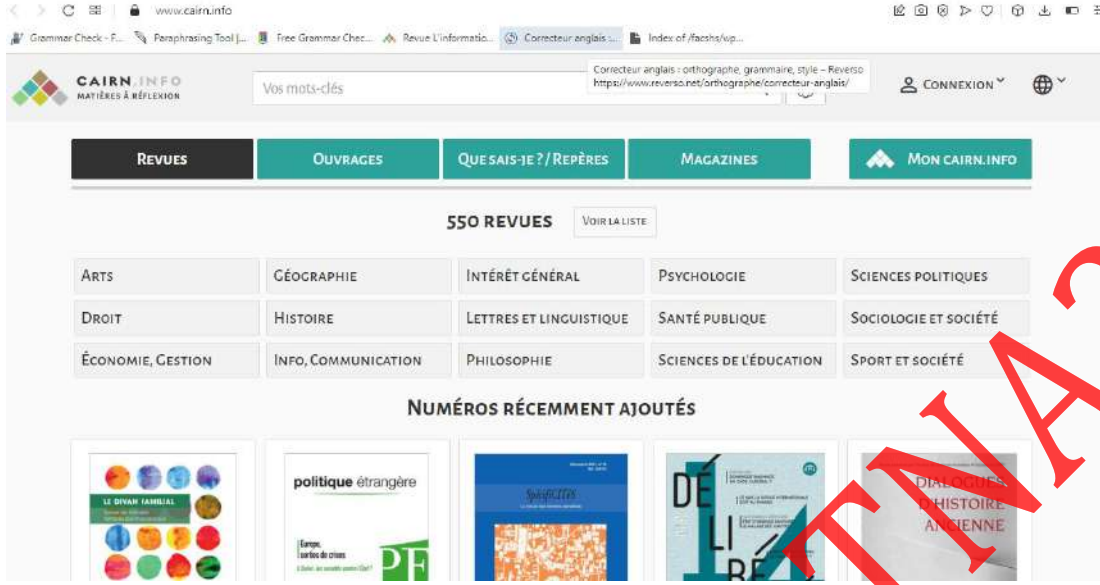 www.cairn.info
Grammar Check - F...
Paraphrasing Tool |...
Free Grammar Chec...
Revue L'informatio...
Correcteur anglais :...
Index of /facshs/wp...
Correcteur anglais : orthographe, grammaire, style – Reverso
https://www.reverso.net/orthographe/correcteur-anglais/
CAIRN.INFO
MATIÈRES À RÉFLEXION
Vos mots-clés
CONNEXION
REVUES
OUVRAGES
QUE SAIS-JE ? / REPÈRES
MAGAZINES
MON CAIRN.INFO
550 REVUES
VOIR LA LISTE
ARTS
GÉOGRAPHIE
INTÉRÊT GÉNÉRAL
PSYCHOLOGIE
SCIENCES POLITIQUES
DROIT
HISTOIRE
LETTRES ET LINGUISTIQUE
SANTÉ PUBLIQUE
SOCIOLOGIE ET SOCIÉTÉ
ÉCONOMIE, GESTION
INFO, COMMUNICATION
PHILOSOPHIE
SCIENCES DE L'ÉDUCATION
SPORT ET SOCIÉTÉ
NUMÉROS RÉCEMMENT AJOUTÉS
LE DIVAN FAMILIAL
politique étrangère
Europe,
sorties de crises
PE
SpécifiCITéS
DÉ
LI
BÉ
14
DIALOGUES
D'HISTOIRE
ANCIENNE
TNA